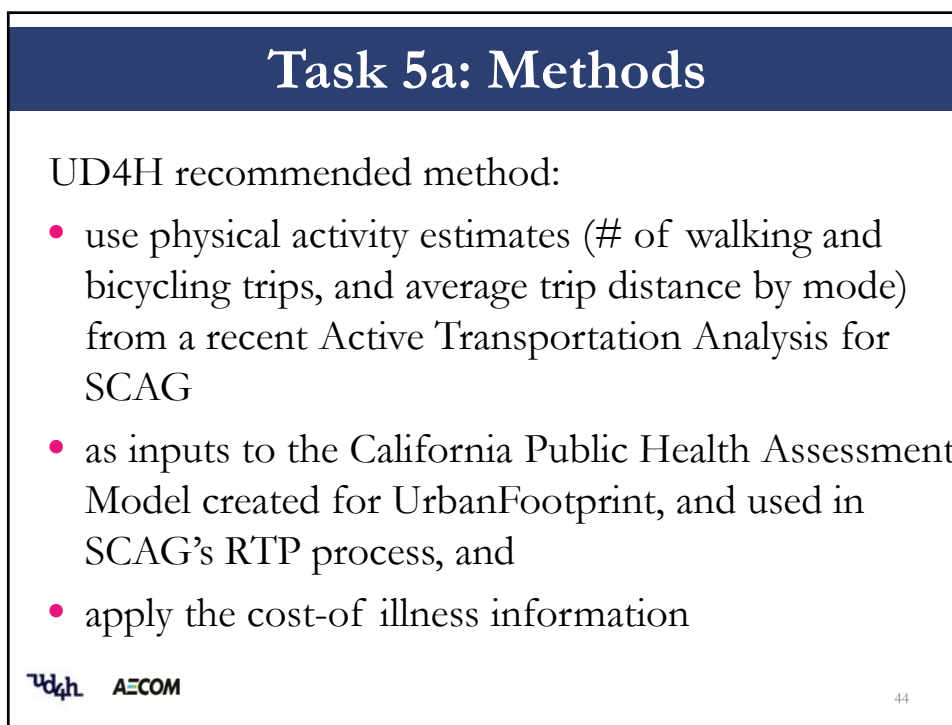 Task 5a: Methods
UD4H recommended method:
• use physical activity estimates (# of walking and
bicycling trips, and average trip distance by mode)
from a recent Active Transportation Analysis for
SCAG
• as inputs to the California Public Health Assessment
Model created for UrbanFootprint, and used in
SCAG’s RTP process, and
• apply the cost-of illness information
ud4h AECOM
44